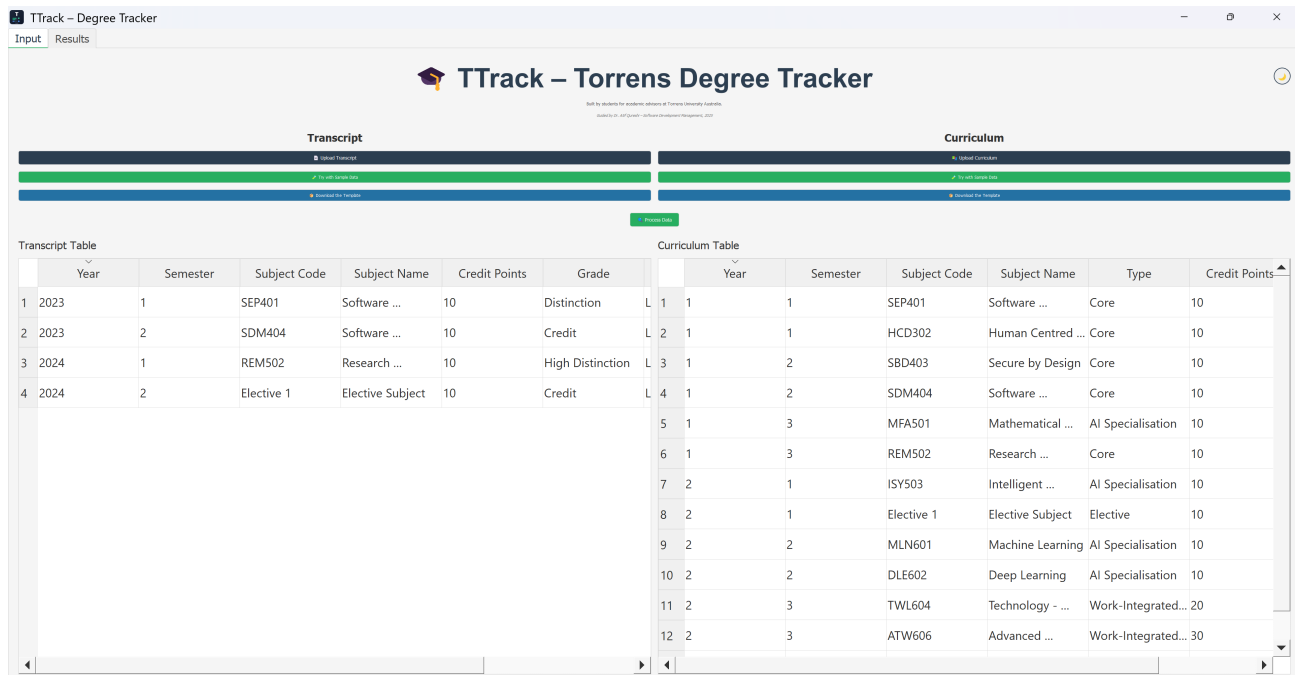 TTrack – Degree Tracker
Input Results
TTrack – Torrens Degree Tracker
Built by students for academic advisors at Torrens University Australia.
Guided by Dr. Atif Qureshi – Software Development Management, 2025
Transcript
Upload Transcript
Try with Sample Data
Download the Template
Curriculum
Upload Curriculum
Try with Sample Data
Download the Template
Process Data
Transcript Table
Year Semester Subject Code Subject Name Credit Points Grade
1 2023 1 SEP401 Software ... 10 Distinction L
2 2023 2 SDM404 Software ... 10 Credit L
3 2024 1 REM502 Research ... 10 High Distinction L
4 2024 2 Elective 1 Elective Subject 10 Credit L
Curriculum Table
Year Semester Subject Code Subject Name Type Credit Points
1 1 1 SEP401 Software ... Core 10
2 1 1 HCD302 Human Centred ... Core 10
3 1 2 SBD403 Secure by Design Core 10
4 1 2 SDM404 Software ... Core 10
5 1 3 MFA501 Mathematical ... AI Specialisation 10
6 1 3 REM502 Research ... Core 10
7 2 1 ISY503 Intelligent ... AI Specialisation 10
8 2 1 Elective 1 Elective Subject Elective 10
9 2 2 MLN601 Machine Learning AI Specialisation 10
10 2 2 DLE602 Deep Learning AI Specialisation 10
11 2 3 TWL604 Technology - ... Work-Integrated... 20
12 2 3 ATW606 Advanced ... Work-Integrated... 30